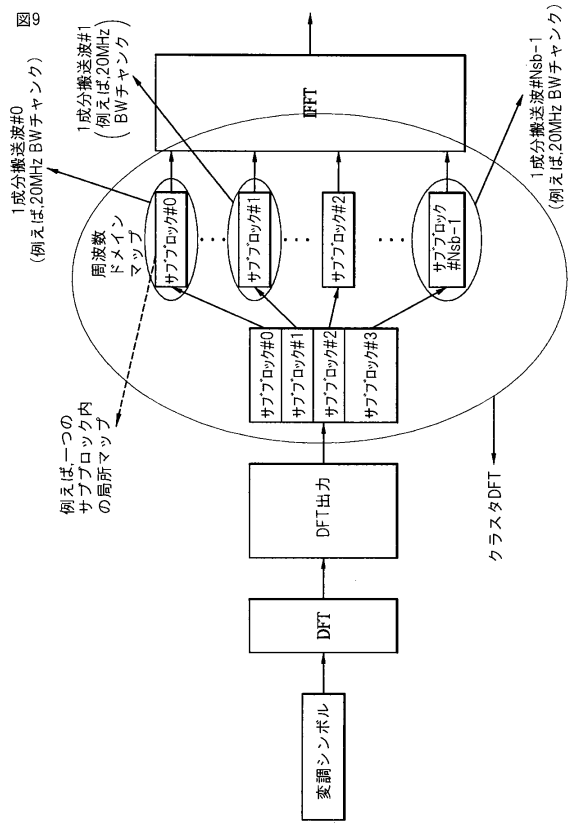 図9
1成分搬送波#0
(例えば,20MHz BWチャンク)
1成分搬送波#1
(例えば,20MHz
BWチャンク)
周波数
ドメイン
マップ
例えば,一つの
サブブロック内
の局所マップ
サブブロック#0
サブブロック#1
サブブロック#2
サブブロック
#Nsb-1
IFFT
変調シンボル
DFT
DFT出力
サブブロック#0
サブブロック#1
サブブロック#2
サブブロック#3
クラスタDFT
1成分搬送波#Nsb-1
(例えば,20MHz BWチャンク)